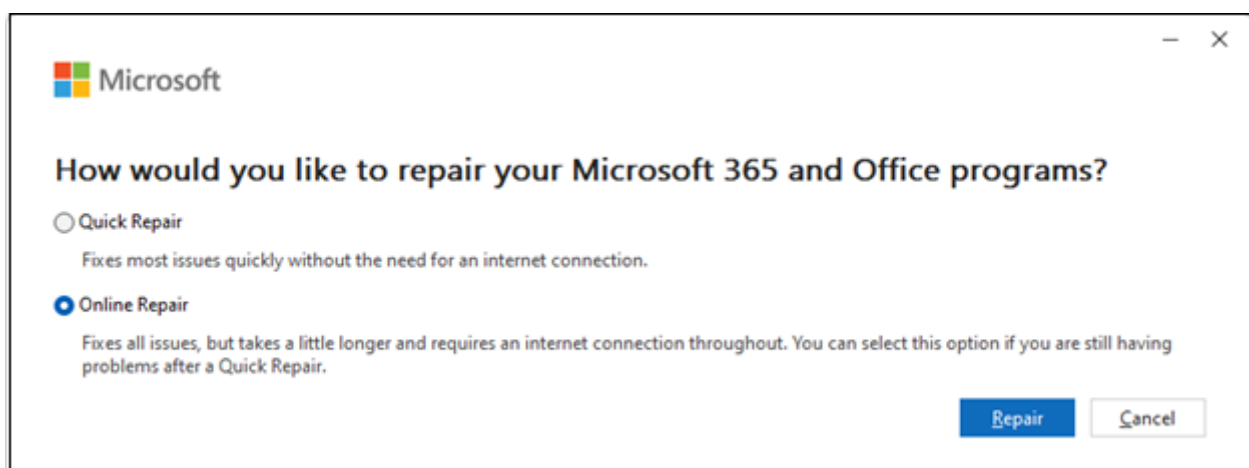 Microsoft
How would you like to repair your Microsoft 365 and Office programs?
Quick Repair
Fixes most issues quickly without the need for an internet connection.
Online Repair
Fixes all issues, but takes a little longer and requires an internet connection throughout. You can select this option if you are still having
problems after a Quick Repair.
Repair
Cancel